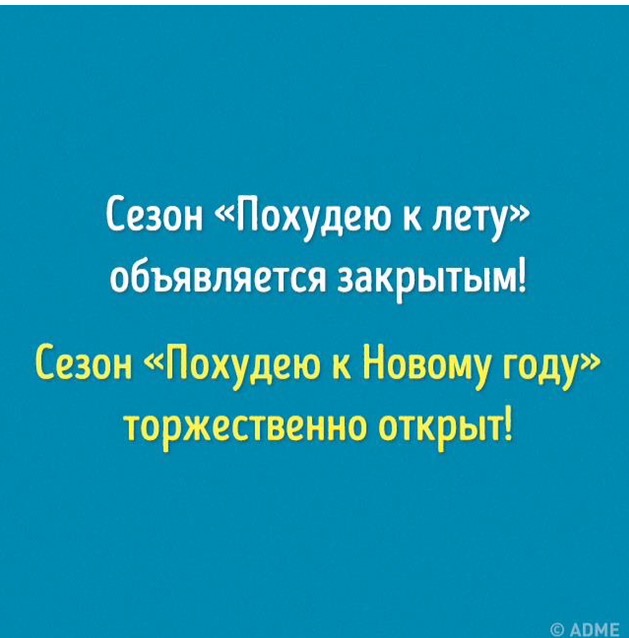 Сезон «Похудею к лету»
объявляется закрытым!
Сезон «Похудею к Новому году»
торжественно открыт!
© ADME